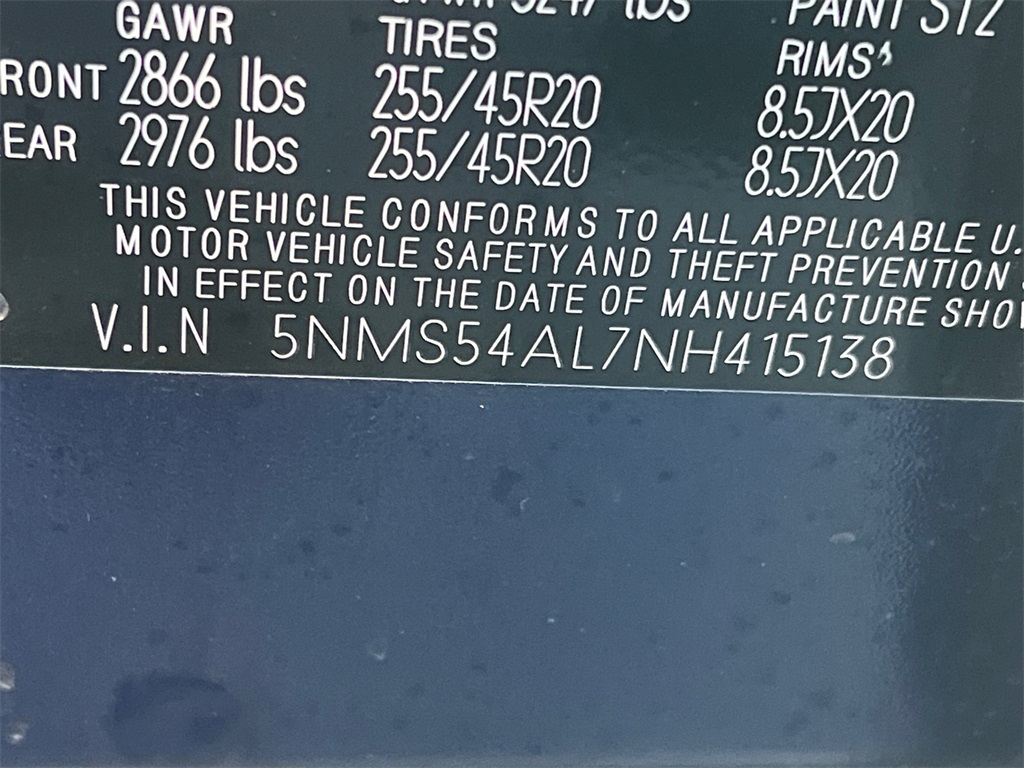 5247 lbs PAINT
GAWR TIRES RIMS
RONT 2866 lbs 255/45R20 8.5JX20
EAR 2976 lbs 255/45R20 8.5JX20
THIS VEHICLE CONFORMS TO ALL APPLICABLE U.
MOTOR VEHICLE SAFETY AND THEFT PREVENTION
IN EFFECT ON THE DATE OF MANUFACTURE SHO
V.I.N 5NMS54AL7NH415138